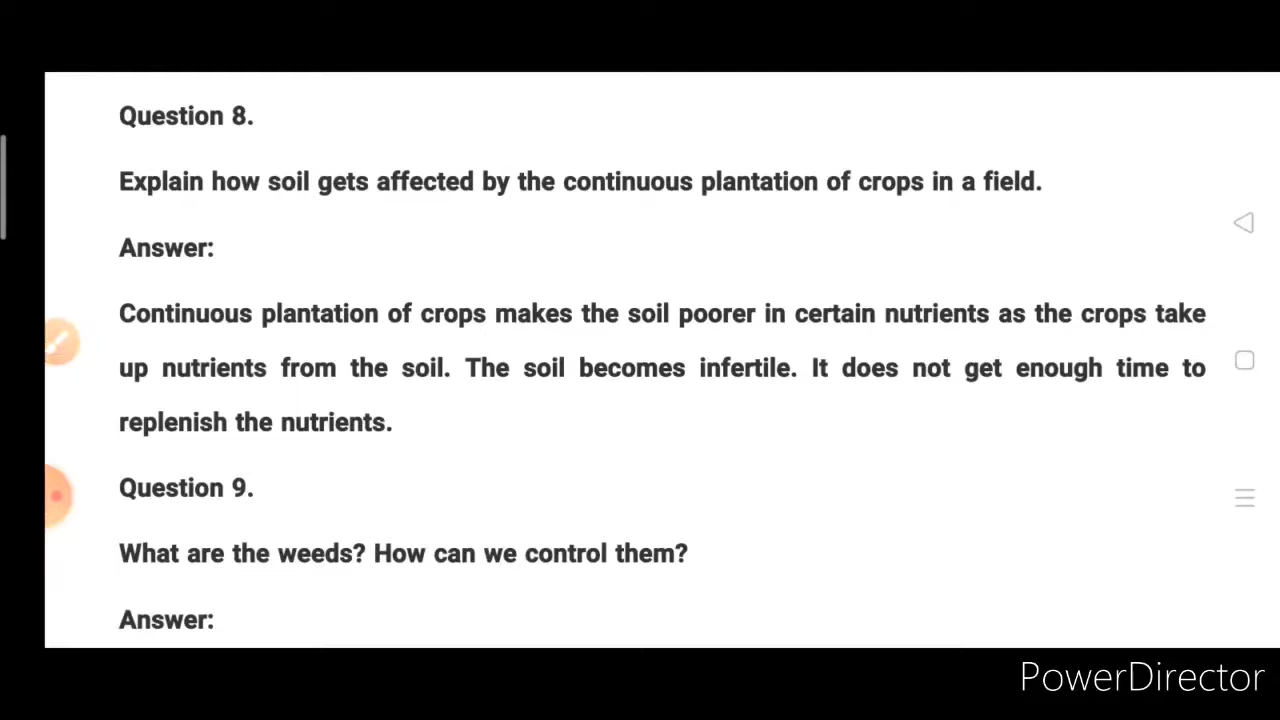 Question 8.
Explain how soil gets affected by the continuous plantation of crops in a field.
Answer:
Continuous plantation of crops makes the soil poorer in certain nutrients as the crops take
up nutrients from the soil. The soil becomes infertile. It does not get enough time to
replenish the nutrients.
Question 9.
What are the weeds? How can we control them?
Answer:
PowerDirector